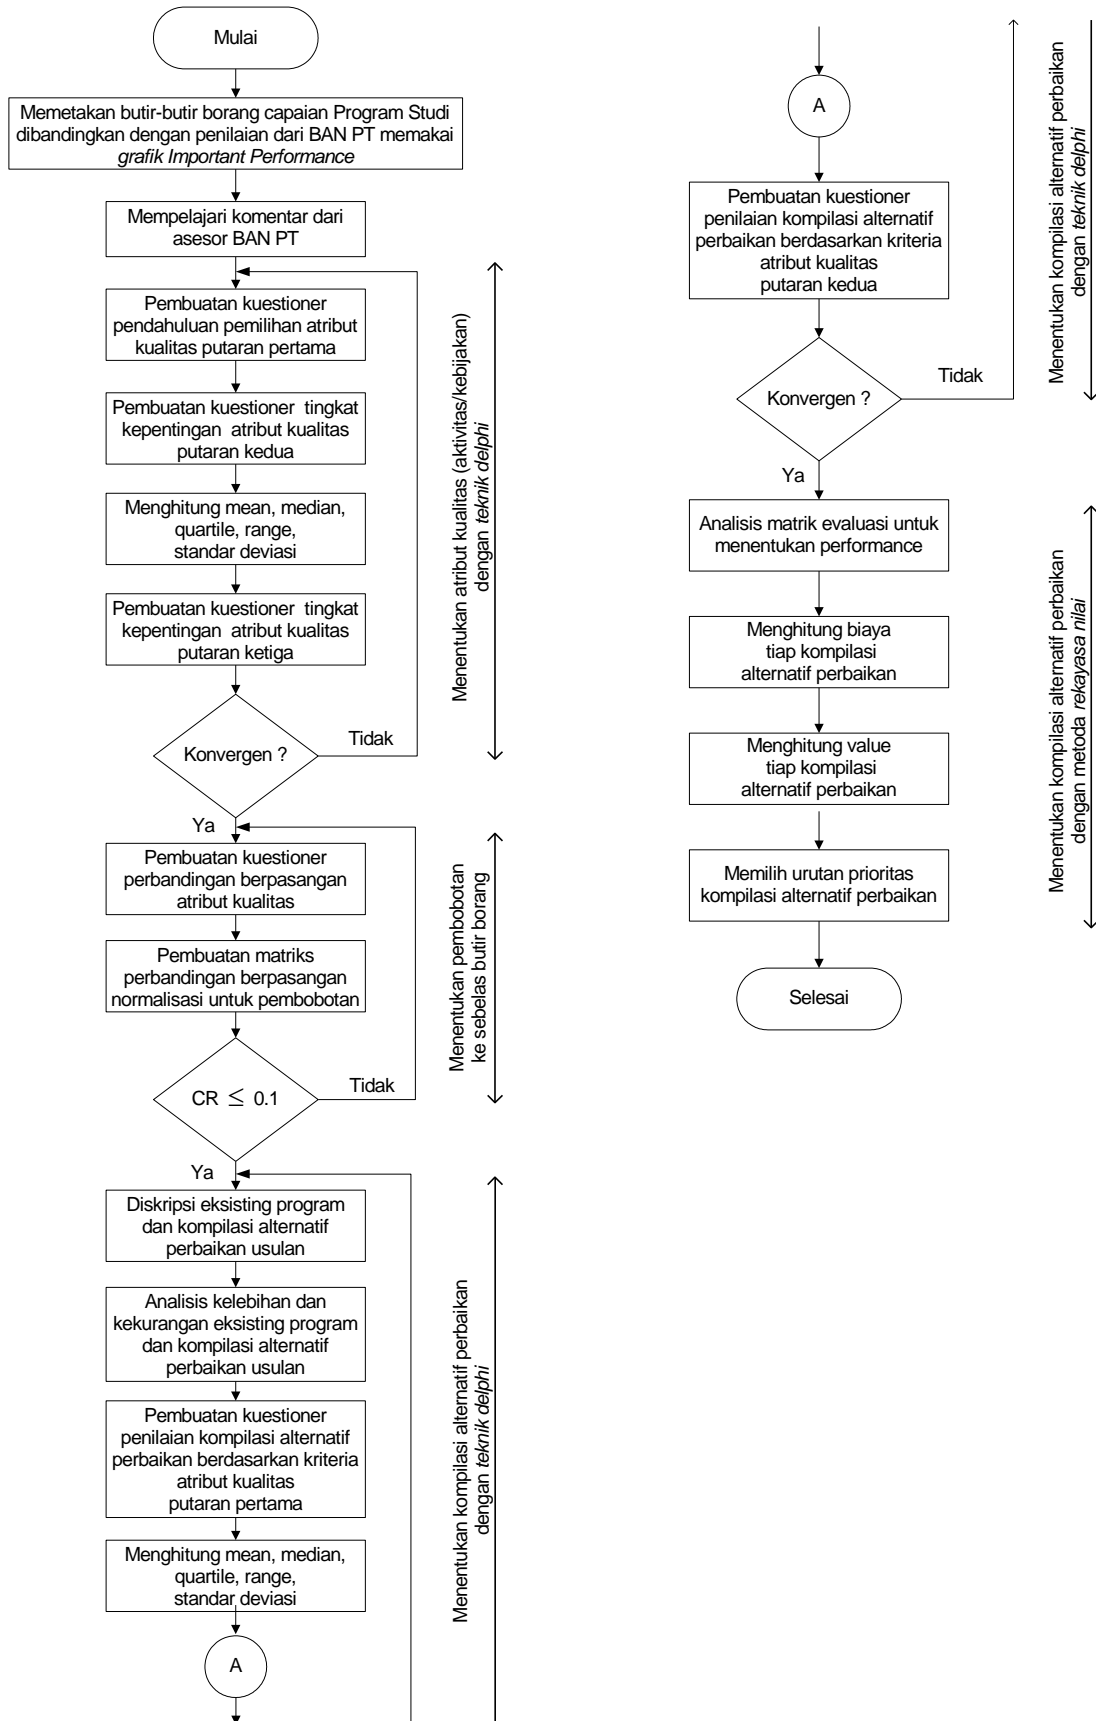 Mulai
Memetakan butir-butir borang capaian Program Studi
dibandingkan dengan penilaian dari BAN PT memakai
grafik Important Performance
Mempelajari komentar dari
asesor BAN PT
Pembuatan kuestioner
pendahuluan pemilihan atribut
kualitas putaran pertama
Pembuatan kuestioner tingkat
kepentingan atribut kualitas
putaran kedua
Menghitung mean, median,
quartile, range,
standar deviasi
Pembuatan kuestioner tingkat
kepentingan atribut kualitas
putaran ketiga
Konvergen ?
Tidak
Ya
Menentukan atribut kualitas (aktivitas/kebijakan)
dengan teknik delphi
Pembuatan kuestioner
perbandingan berpasangan
atribut kualitas
Pembuatan matriks
perbandingan berpasangan
normalisasi untuk pembobotan
CR ≤ 0.1
Tidak
Ya
Menentukan pembobotan
ke sebelas butir borang
Diskripsi eksisting program
dan kompilasi alternatif
perbaikan usulan
Analisis kelebihan dan
kekurangan eksisting program
dan kompilasi alternatif
perbaikan usulan
Pembuatan kuestioner
penilaian kompilasi alternatif
perbaikan berdasarkan kriteria
atribut kualitas
putaran pertama
Menghitung mean, median,
quartile, range,
standar deviasi
A
Menentukan kompilasi alternatif perbaikan
dengan teknik delphi
A
Pembuatan kuestioner
penilaian kompilasi alternatif
perbaikan berdasarkan kriteria
atribut kualitas
putaran kedua
Konvergen ?
Tidak
Ya
Menentukan kompilasi alternatif perbaikan
dengan teknik delphi
Analisis matrik evaluasi untuk
menentukan performance
Menghitung biaya
tiap kompilasi
alternatif perbaikan
Menghitung value
tiap kompilasi
alternatif perbaikan
Memilih urutan prioritas
kompilasi alternatif perbaikan
Menentukan kompilasi alternatif perbaikan
dengan metoda rekayasa nilai
Selesai